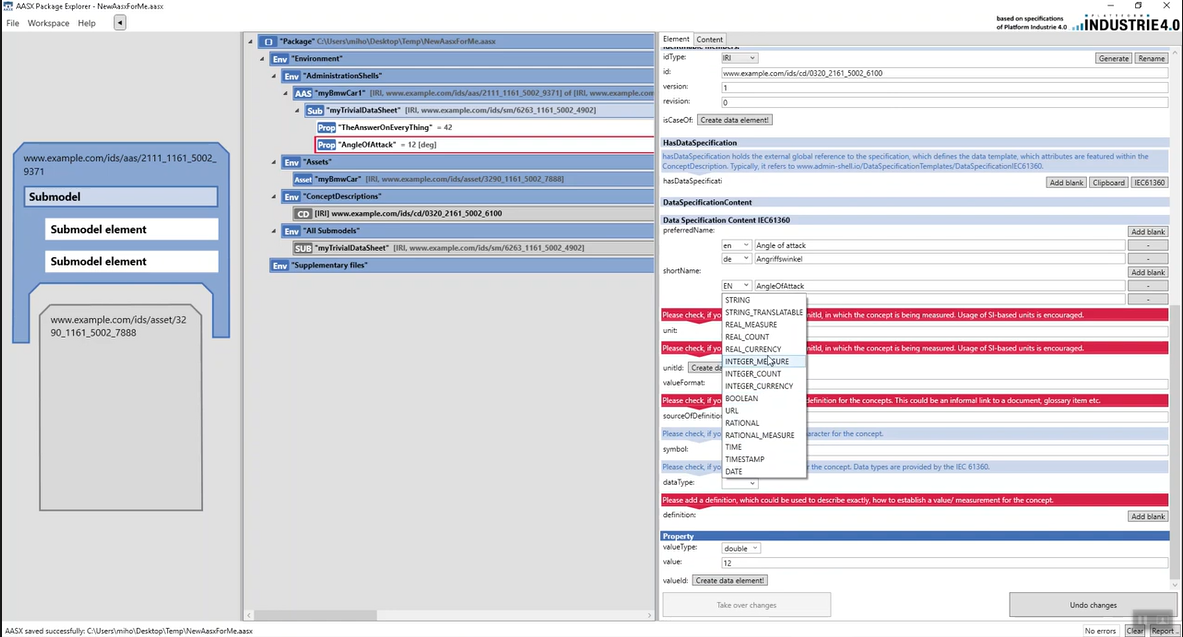 AASX Package Explorer - NewAasxForMe.aasx
File Workspace Help
based on specifications
of Platform Industrie 4.0
PLATTFORM
INDUSTRIE4.0
www.example.com/ids/aas/2111_1161_5002_
9371
Submodel
Submodel element
Submodel element
www.example.com/ids/asset/32
90_1161_5002_7888
"Package" C:\Users\miho\Desktop\Temp\NewAasxForMe.aasx
Env "Environment"
Env "AdministrationShells"
AAS "myBmwCar1" [IRI, www.example.com/ids/aas/2111_1161_5002_9371] of [IRI, www.example.com
Sub "myTrivialDataSheet" [IRI, www.example.com/ids/sm/6263_1161_5002_4902]
Prop "TheAnswerOnEveryThing" = 42
Prop "AngleOfAttack" = 12 [deg]
Env "Assets"
Asset "myBmwCar" [IRI, www.example.com/ids/asset/3290_1161_5002_7888]
Env "ConceptDescriptions"
CD [IRI] www.example.com/ids/cd/0320_2161_5002_6100
Env "All Submodels"
SUB "myTrivialDataSheet" [IRI, www.example.com/ids/sm/6263_1161_5002_4902]
Env "Supplementary files"
Element Content
Identifiable members:
idType: IRI Generate Rename
id: www.example.com/ids/cd/0320_2161_5002_6100
version: 1
revision: 0
isCaseOf: Create data element!
HasDataSpecification
hasDataSpecification holds the external global reference to the specification, which defines the data template, which attributes are featured within the
ConceptDescription. Typically, it refers to www.admin-shell.io/DataSpecificationTemplates/DataSpecificationIEC61360.
hasDataSpecificati Add blank Clipboard IEC61360
DataSpecificationContent
Data Specification Content IEC61360
preferredName: Add blank
en Angle of attack -
de Angriffswinkel -
shortName: Add blank
EN AngleOfAttack -
-
STRING
STRING_TRANSLATABLE
REAL_MEASURE
REAL_COUNT
REAL_CURRENCY
INTEGER_MEASURE
INTEGER_COUNT
INTEGER_CURRENCY
BOOLEAN
URL
RATIONAL
RATIONAL_MEASURE
TIME
TIMESTAMP
DATE
Please check, if yo nitId, in which the concept is being measured. Usage of SI-based units is encouraged.
unit:
Please check, if yo nitId, in which the concept is being measured. Usage of SI-based units is encouraged.
unitId: Create da
valueFormat:
Please check, if yo definition for the concepts. This could be an informal link to a document, glossary item etc.
sourceOfDefinitio
Please check, if yo aracter for the concept.
symbol:
Please check, if yo r the concept. Data types are provided by the IEC 61360.
dataType:
Please add a definition, which could be used to describe exactly, how to establish a value/ measurement for the concept.
definition: Add blank
Property
valueType: double
value: 12
valueId: Create data element!
Take over changes Undo changes
AASX saved successfully: C:\Users\miho\Desktop\Temp\NewAasxForMe.aasx
No errors Clear Report..